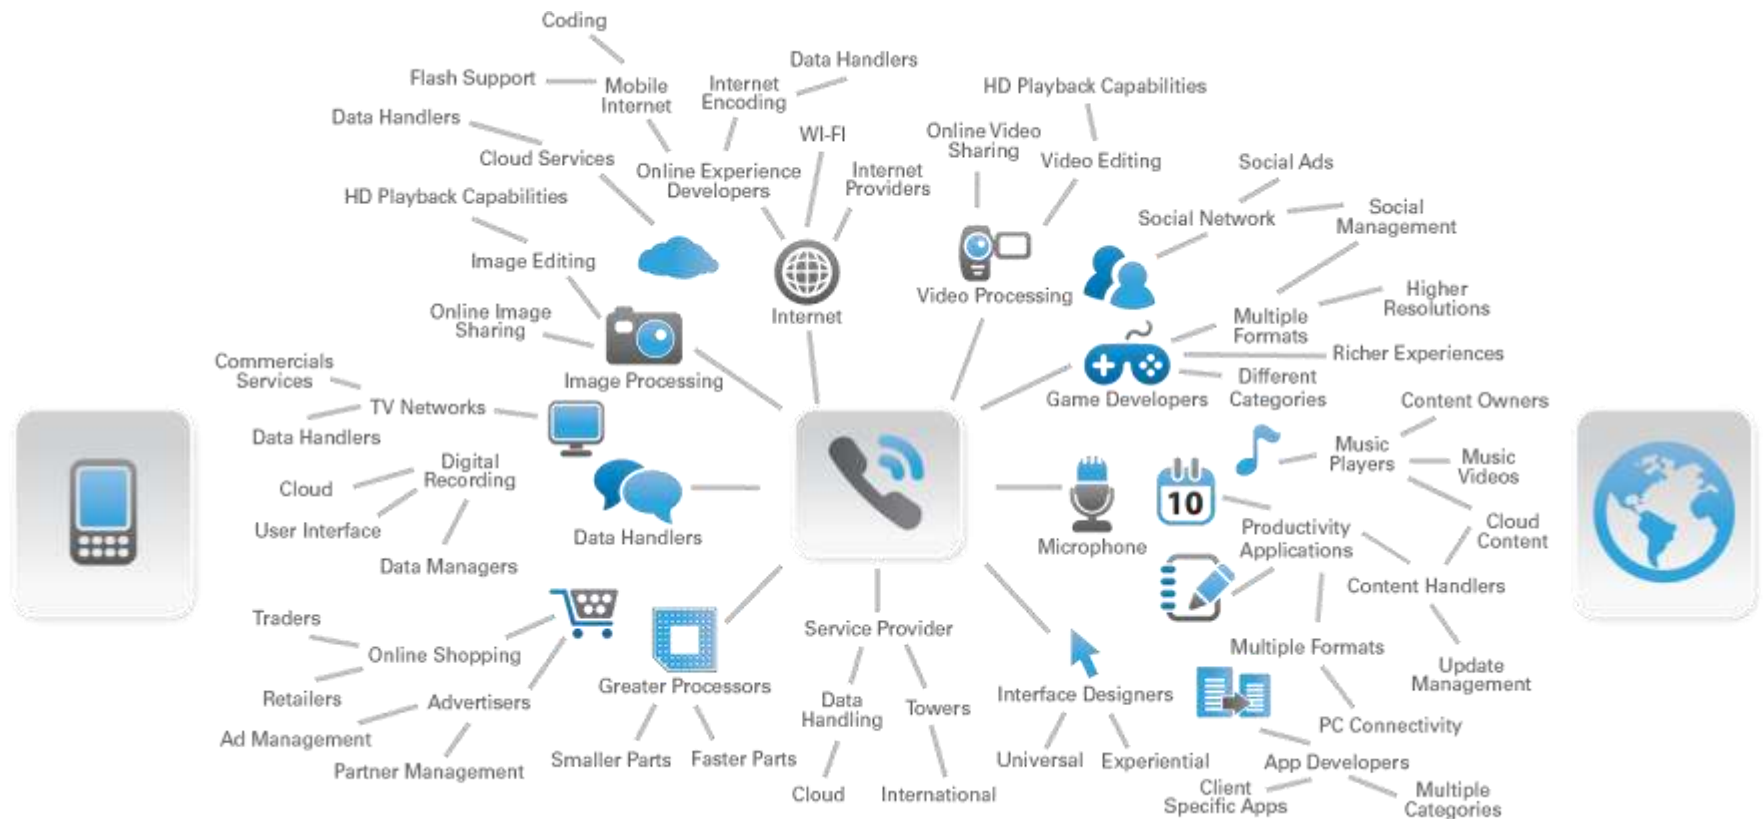 Coding
Flash Support
Mobile
Internet
Internet
Encoding
Data Handlers
Data Handlers
Cloud Services
Online Experience
Developers
WI-FI
Internet
Providers
Internet
HD Playback Capabilities
Image Editing
Online Image
Sharing
Image Processing
HD Playback Capabilities
Online Video
Sharing
Video Editing
Video Processing
Social Ads
Social Network
Social
Management
Multiple
Formats
Higher
Resolutions
Richer Experiences
Different
Categories
Game Developers
Commercials
Services
TV Networks
Data Handlers
Digital
Recording
Cloud
User Interface
Data Managers
Data Handlers
Microphone
10
Content Owners
Music
Players
Music
Videos
Cloud
Content
Productivity
Applications
Content Handlers
Update
Management
Multiple Formats
PC Connectivity
App Developers
Client
Specific Apps
Multiple
Categories
Traders
Online Shopping
Retailers
Advertisers
Ad Management
Partner Management
Greater Processors
Smaller Parts
Faster Parts
Service Provider
Data
Handling
Towers
Cloud
International
Interface Designers
Universal
Experiential